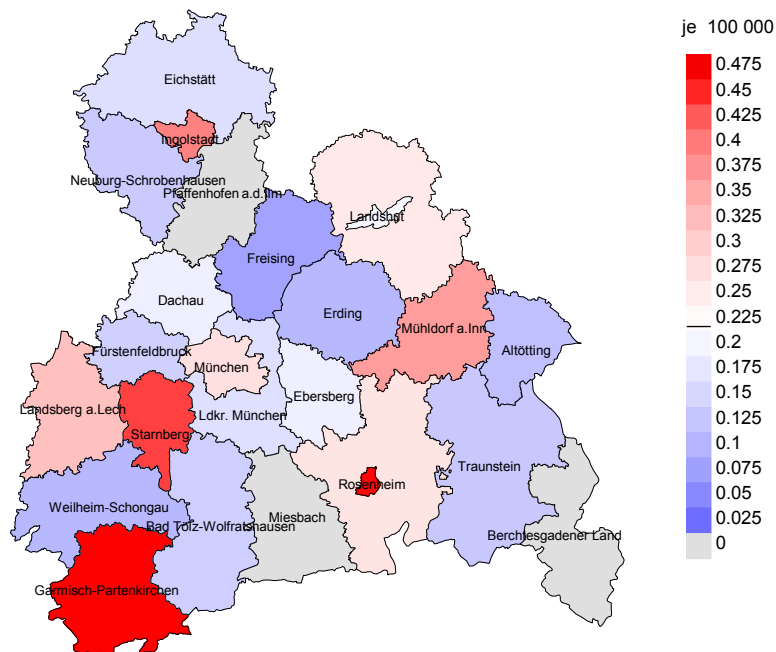 je 100 000
0.475
0.45
0.425
0.4
0.375
0.35
0.325
0.3
0.275
0.25
0.225
0.2
0.175
0.15
0.125
0.1
0.075
0.05
0.025
0
Eichstätt
Ingolstadt
Neuburg-Schrobenhausen
Pfaffenhofen a.d.Ilm
Landshst
Freising
Dachau
Erding
Mühldorf a.Inn
Altötting
Fürstenfeldbruck
München
Ebersberg
Landsberg a.Lech
Ldkr. München
Starnberg
Traunstein
Rosenheim
Weilheim-Schongau
Miesbach
Bad Tölz-Wolfratshausen
Berchtesgadener Land
Garmisch-Partenkirchen